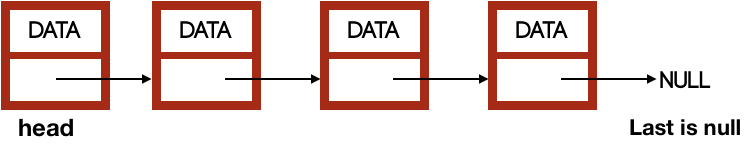 DATA DATA DATA DATA
NULL
head Last is null